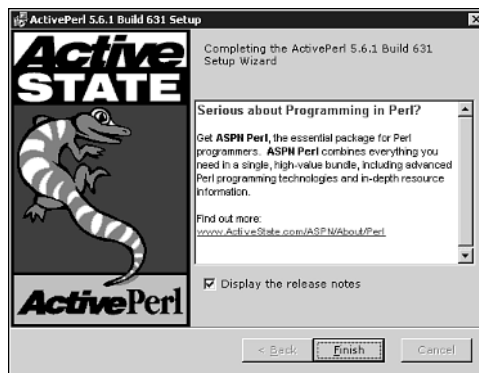 ActivePerl 5.6.1 Build 631 Setup
Active
STATE
ActivePerl
Completing the ActivePerl 5.6.1 Build 631
Setup Wizard
Serious about Programming in Perl?
Get ASPN Perl, the essential package for Perl
programmers. ASPN Perl combines everything you
need in a single, high-value bundle, including advanced
Perl programming technologies and in-depth resource
information.
Find out more:
www.ActiveState.com/ASPN/About/Perl
Display the release notes
< Back
Finish
Cancel